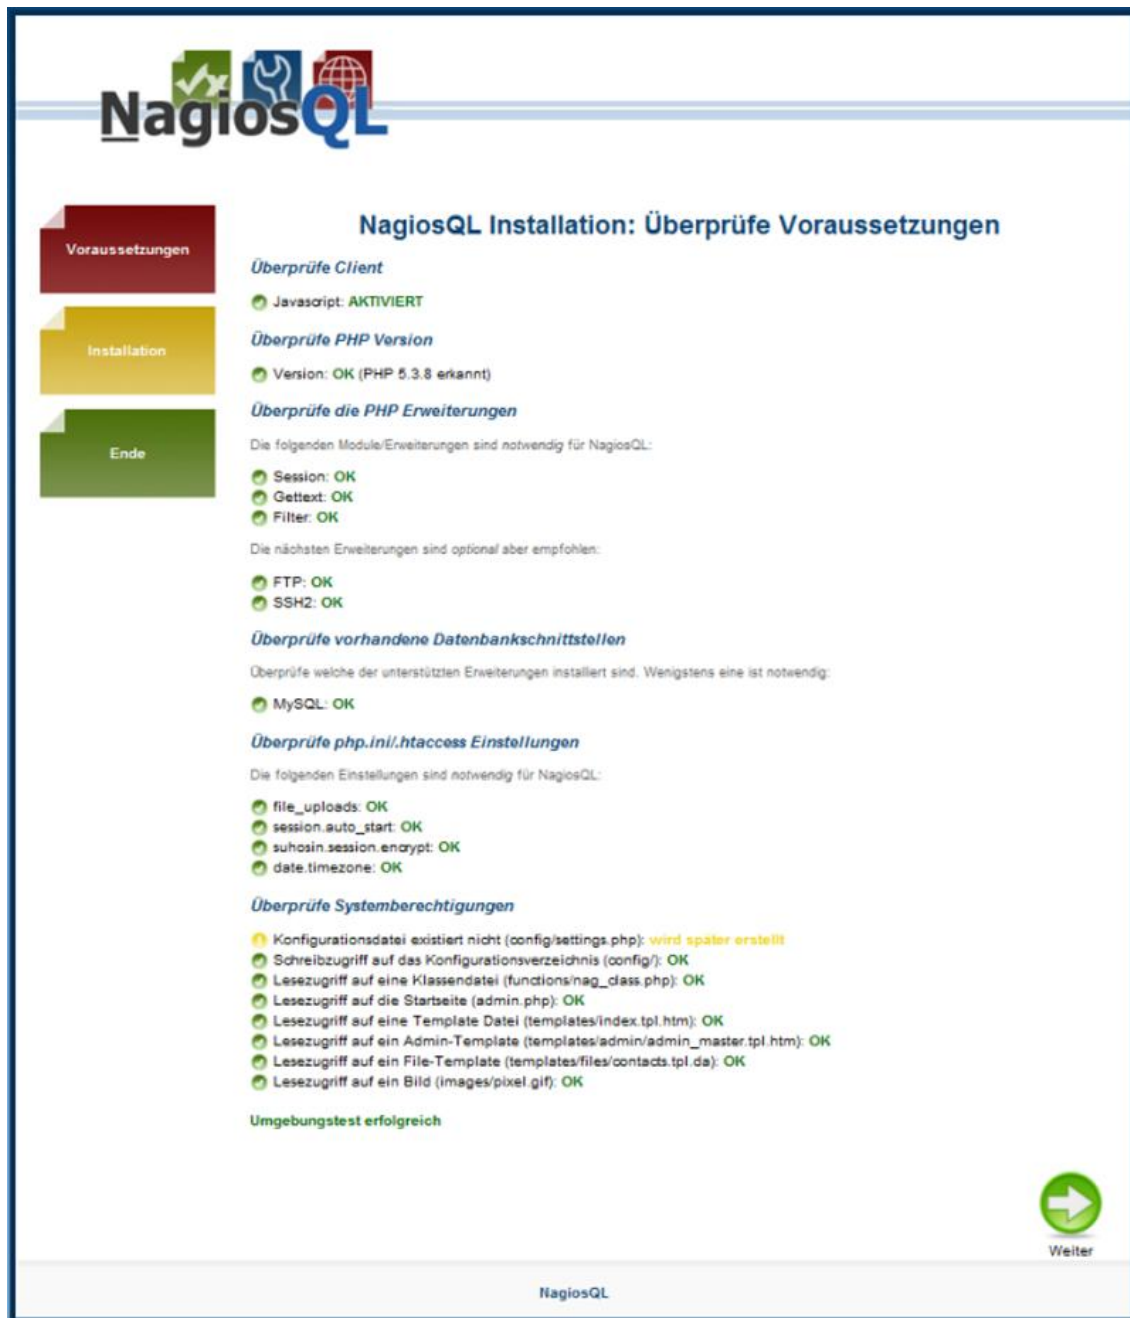 NagiosQL
Voraussetzungen
Installation
Ende
NagiosQL Installation: Überprüfe Voraussetzungen
Überprüfe Client
Javascript: AKTIVIERT
Überprüfe PHP Version
Version: OK (PHP 5.3.8 erkannt)
Überprüfe die PHP Erweiterungen
Die folgenden Module/Erweiterungen sind notwendig für NagiosQL:
Session: OK
Gettext: OK
Filter: OK
Die nächsten Erweiterungen sind optional aber empfohlen:
FTP: OK
SSH2: OK
Überprüfe vorhandene Datenbankschnittstellen
Überprüfe welche der unterstützten Erweiterungen installiert sind. Wenigstens eine ist notwendig:
MySQL: OK
Überprüfe php.ini/.htaccess Einstellungen
Die folgenden Einstellungen sind notwendig für NagiosQL:
file_uploads: OK
session.auto_start: OK
suhosin.session.encrypt: OK
date.timezone: OK
Überprüfe Systemberechtigungen
Konfigurationsdatei existiert nicht (config/settings.php): wird später erstellt
Schreibzugriff auf das Konfigurationsverzeichnis (config/): OK
Lesezugriff auf eine Klassendatei (functions/nag_class.php): OK
Lesezugriff auf die Startseite (admin.php): OK
Lesezugriff auf eine Template Datei (templates/index.tpl.htm): OK
Lesezugriff auf ein Admin-Template (templates/admin/admin_master.tpl.htm): OK
Lesezugriff auf ein File-Template (templates/files/contacts.tpl.da): OK
Lesezugriff auf ein Bild (images/pixel.gif): OK
Umgebungstest erfolgreich
Weiter
NagiosQL